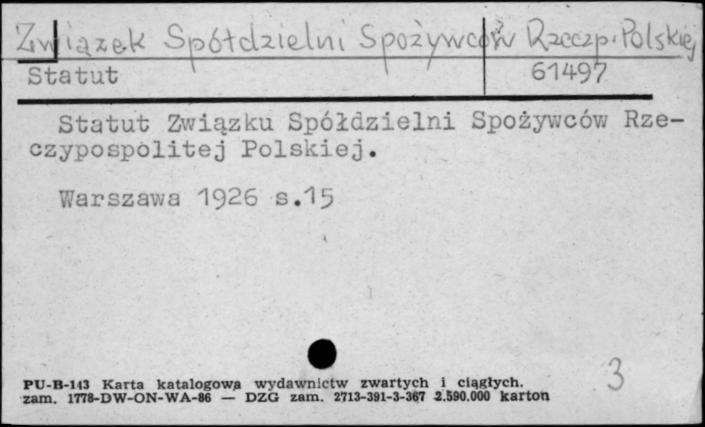 Związek Spółdzielni Spożywców Rzeczp. Polskiej
Statut 61497
Statut Związku Spółdzielni Spożywców Rze-
czypospolitej Polskiej.
Warszawa 1926 s.15
3
PU-B-143 Karta katalogowa wydawnictw zwartych i ciągłych.
zam. 1778-DW-ON-WA-86 — DZG zam. 2713-391-3-367 2.590.000 karton